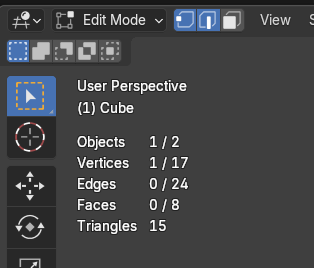 Edit Mode View
User Perspective
(1) Cube
Objects 1 / 2
Vertices 1 / 17
Edges 0 / 24
Faces 0 / 8
Triangles 15